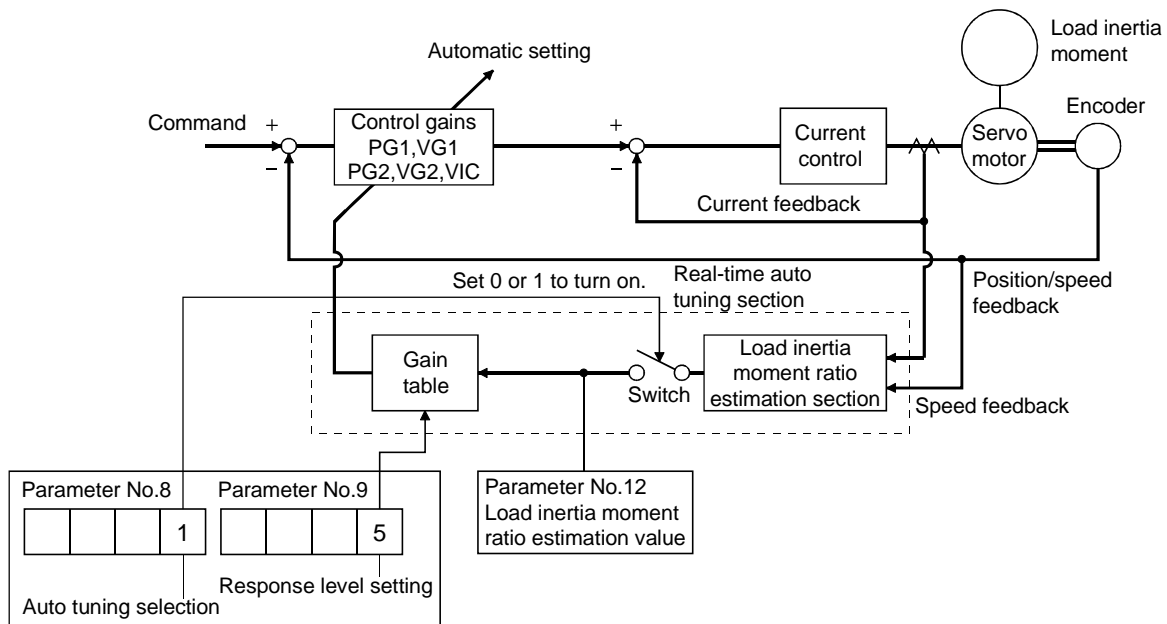 Load inertia
moment
Automatic setting
Encoder
Command
+
−
Control gains
PG1,VG1
PG2,VG2,VIC
+
−
Current
control
Servo
motor
Current feedback
Set 0 or 1 to turn on.
Real-time auto
tuning section
Position/speed
feedback
Gain
table
Switch
Load inertia
moment ratio
estimation section
Speed feedback
Parameter No.8
Parameter No.9
1
5
Auto tuning selection
Response level setting
Parameter No.12
Load inertia moment
ratio estimation value